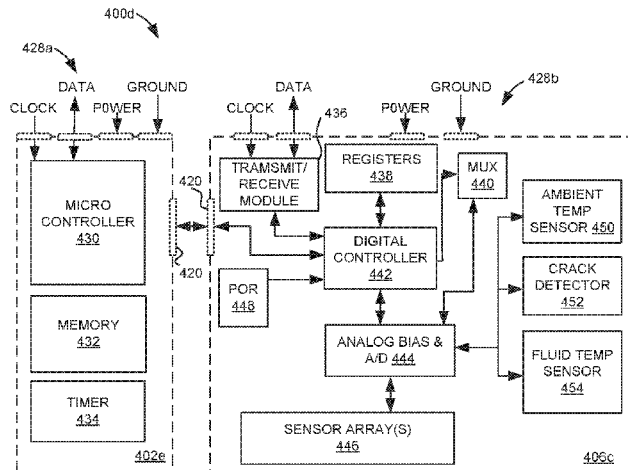 400d
428a
DATA
CLOCK
POWER
GROUND
DATA
CLOCK
436
POWER
GROUND
428b
MICRO
CONTROLLER
430
MEMORY
432
TIMER
434
402e
420
420
TRAMSMIT/
RECEIVE
MODULE
REGISTERS
438
MUX
440
DIGITAL
CONTROLLER
442
POR
448
ANALOG BIAS &
A/D 444
SENSOR ARRAY(S)
446
AMBIENT
TEMP
SENSOR 450
CRACK
DETECTOR
452
FLUID TEMP
SENSOR
454
406c